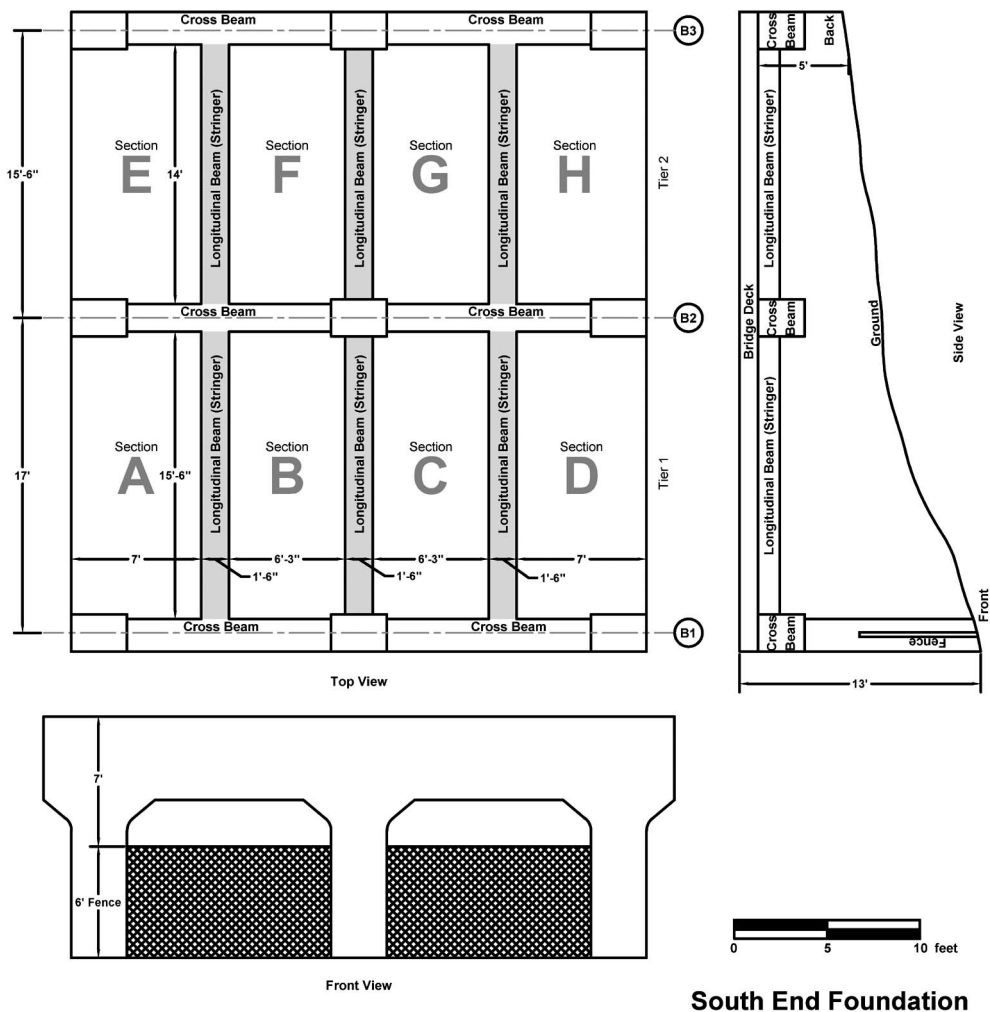 Cross Beam
Cross Beam
B3
15'-6"
Section
E
14'
Longitudinal Beam (Stringer)
Section
F
Longitudinal Beam (Stringer)
Section
G
Longitudinal Beam (Stringer)
Section
H
Tier 2
Cross Beam
Cross Beam
B2
17'
Section
A
15'-6"
Longitudinal Beam (Stringer)
Section
B
Longitudinal Beam (Stringer)
Section
C
Longitudinal Beam (Stringer)
Section
D
Tier 1
7'
6'-3"
6'-3"
7'
1'-6"
1'-6"
1'-6"
Cross Beam
Cross Beam
B1
Top View
Cross
Beam
Back
5'
Longitudinal Beam (Stringer)
Bridge Deck
Cross
Beam
Ground
Side View
Longitudinal Beam (Stringer)
Cross
Beam
Fence
Front
13'
7'
6' Fence
Front View
0
5
10 feet
South End Foundation